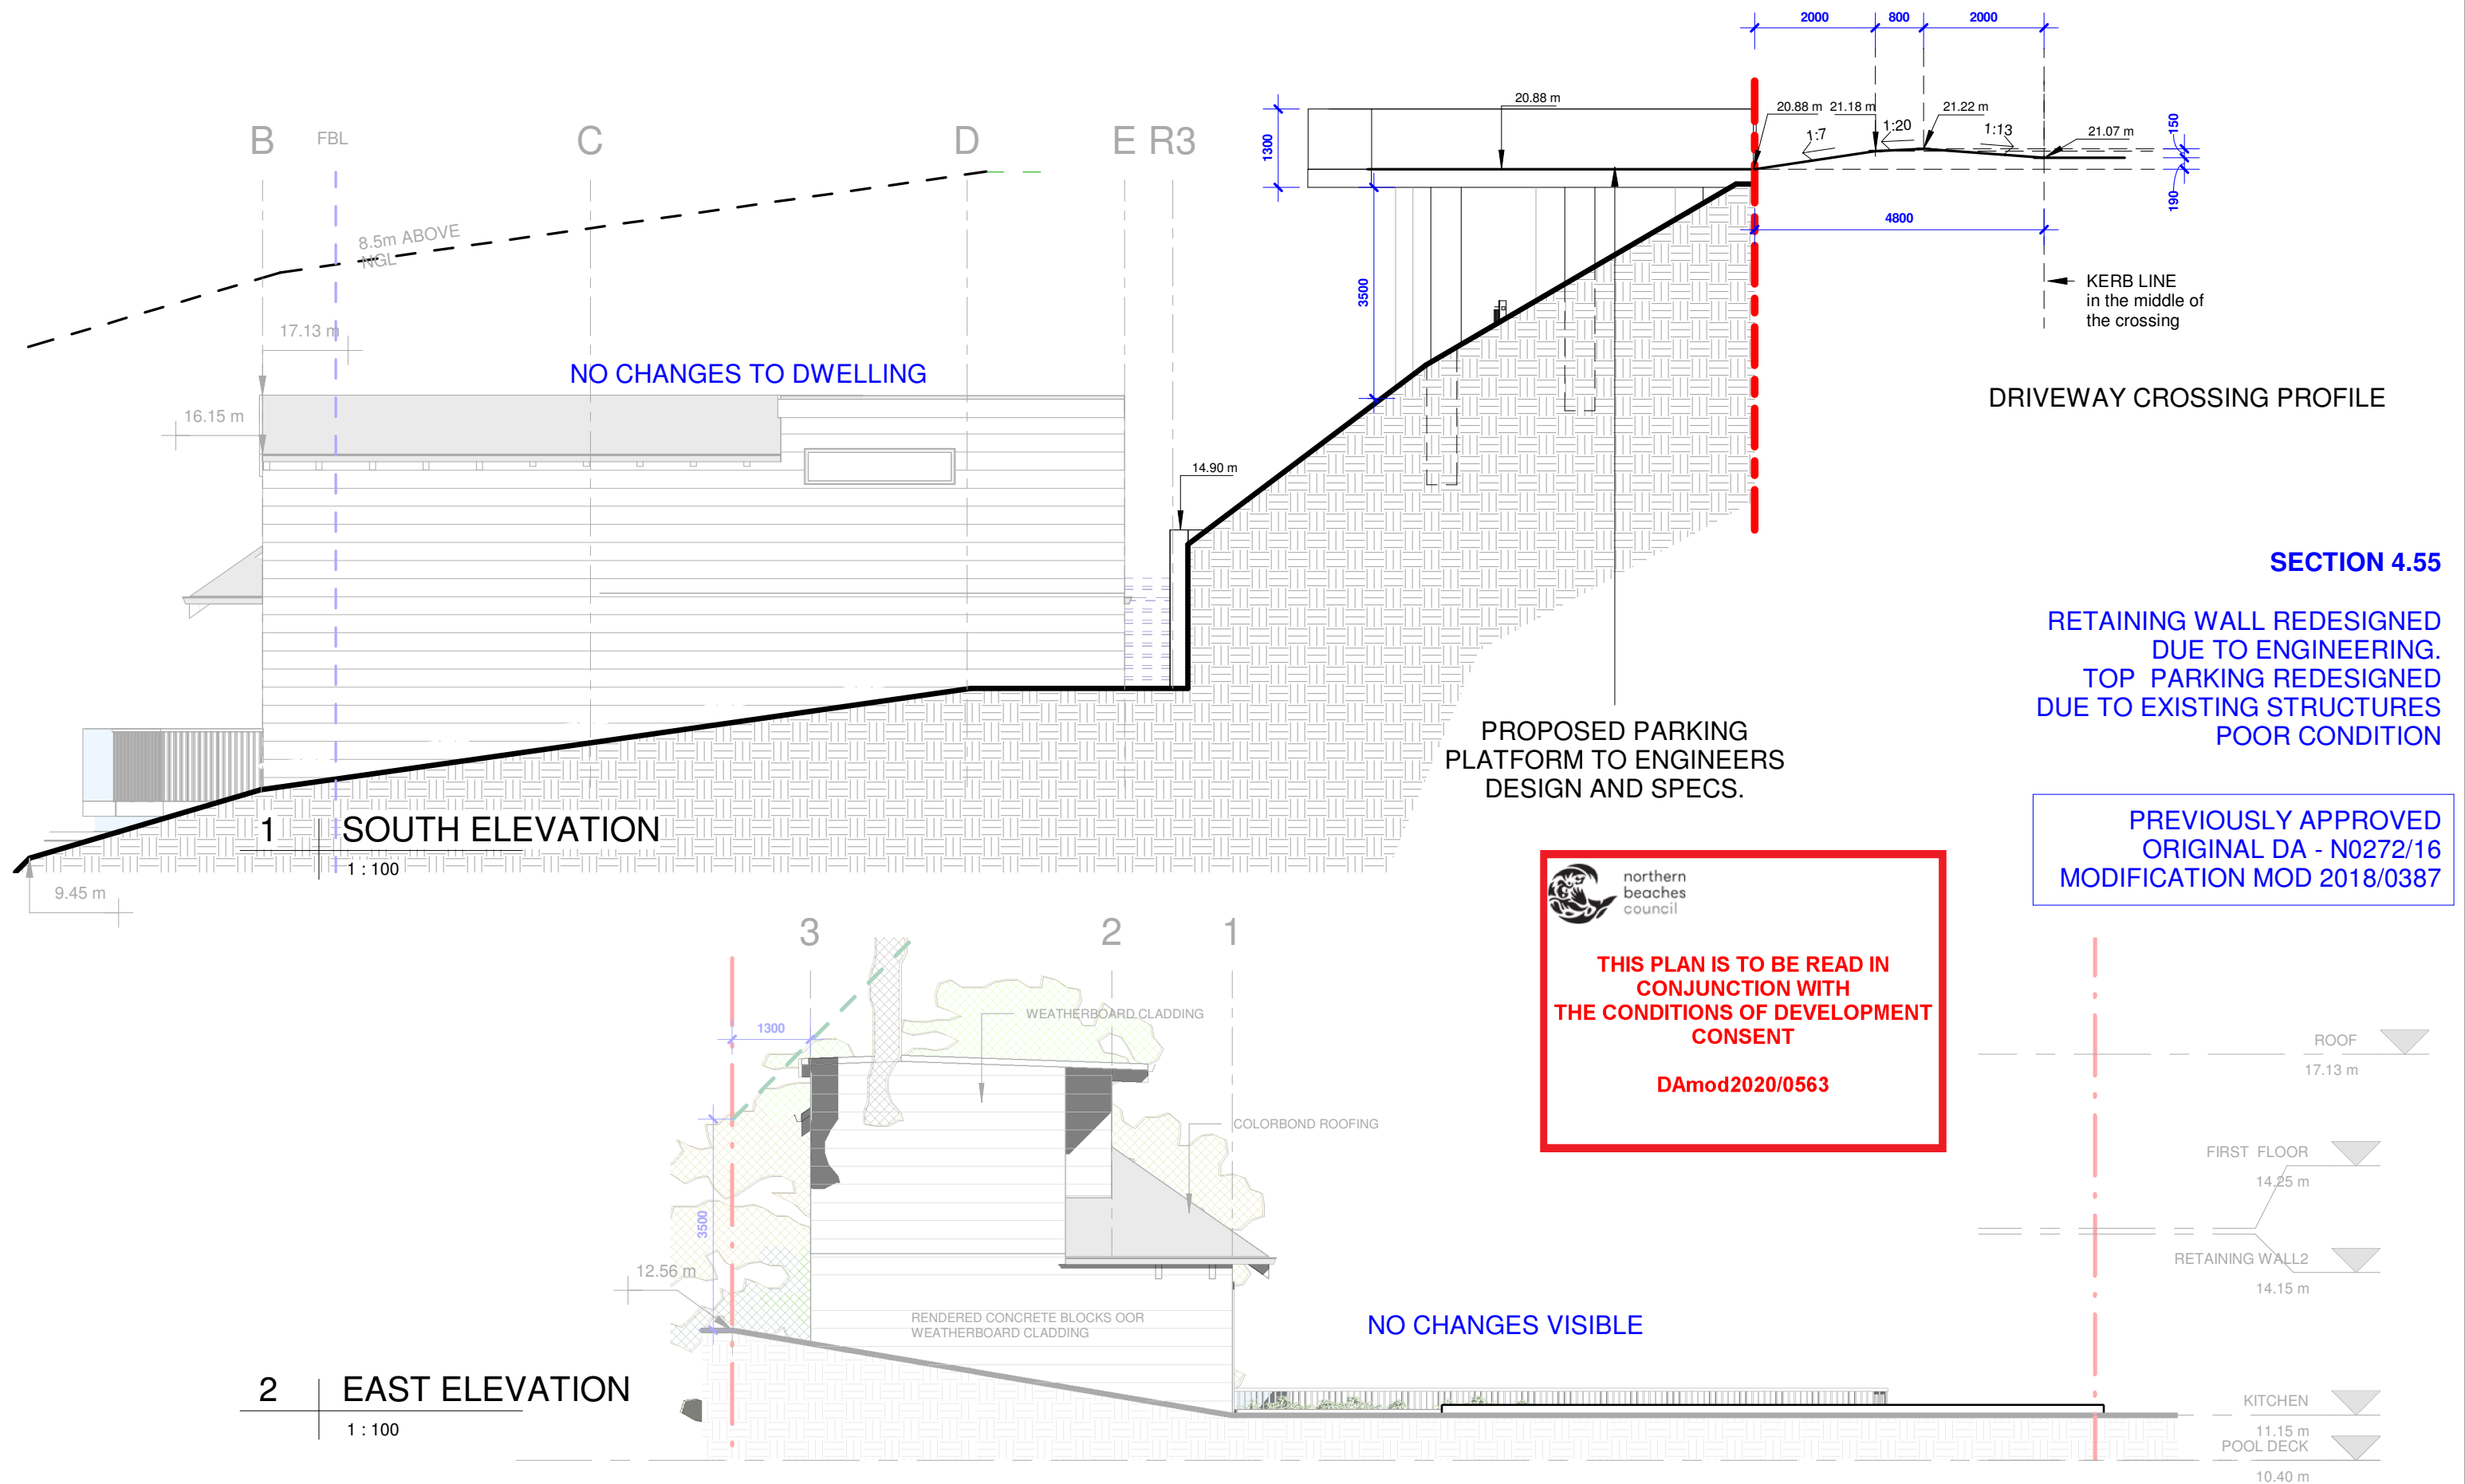 2000
800
2000
20.88 m
20.88 m
21.18 m
21.22 m
21.07 m
1:7
1:20
1:13
150
190
1300
4800
3500
B
FBL
C
D
E
R3
8.5m ABOVE
NGL
17.13 m
16.15 m
NO CHANGES TO DWELLING
14.90 m
KERB LINE
in the middle of
the crossing
DRIVEWAY CROSSING PROFILE
SECTION 4.55
RETAINING WALL REDESIGNED
DUE TO ENGINEERING.
TOP PARKING REDESIGNED
DUE TO EXISTING STRUCTURES
POOR CONDITION
PROPOSED PARKING
PLATFORM TO ENGINEERS
DESIGN AND SPECS.
PREVIOUSLY APPROVED
ORIGINAL DA - N0272/16
MODIFICATION MOD 2018/0387
1
SOUTH ELEVATION
1 : 100
9.45 m
northern
beaches
council
THIS PLAN IS TO BE READ IN
CONJUNCTION WITH
THE CONDITIONS OF DEVELOPMENT
CONSENT
DAmod2020/0563
3
2
1
1300
WEATHERBOARD CLADDING
COLORBOND ROOFING
3500
12.56 m
RENDERED CONCRETE BLOCKS OOR
WEATHERBOARD CLADDING
NO CHANGES VISIBLE
ROOF
17.13 m
FIRST FLOOR
14.25 m
RETAINING WALL2
14.15 m
KITCHEN
11.15 m
POOL DECK
10.40 m
2
EAST ELEVATION
1 : 100